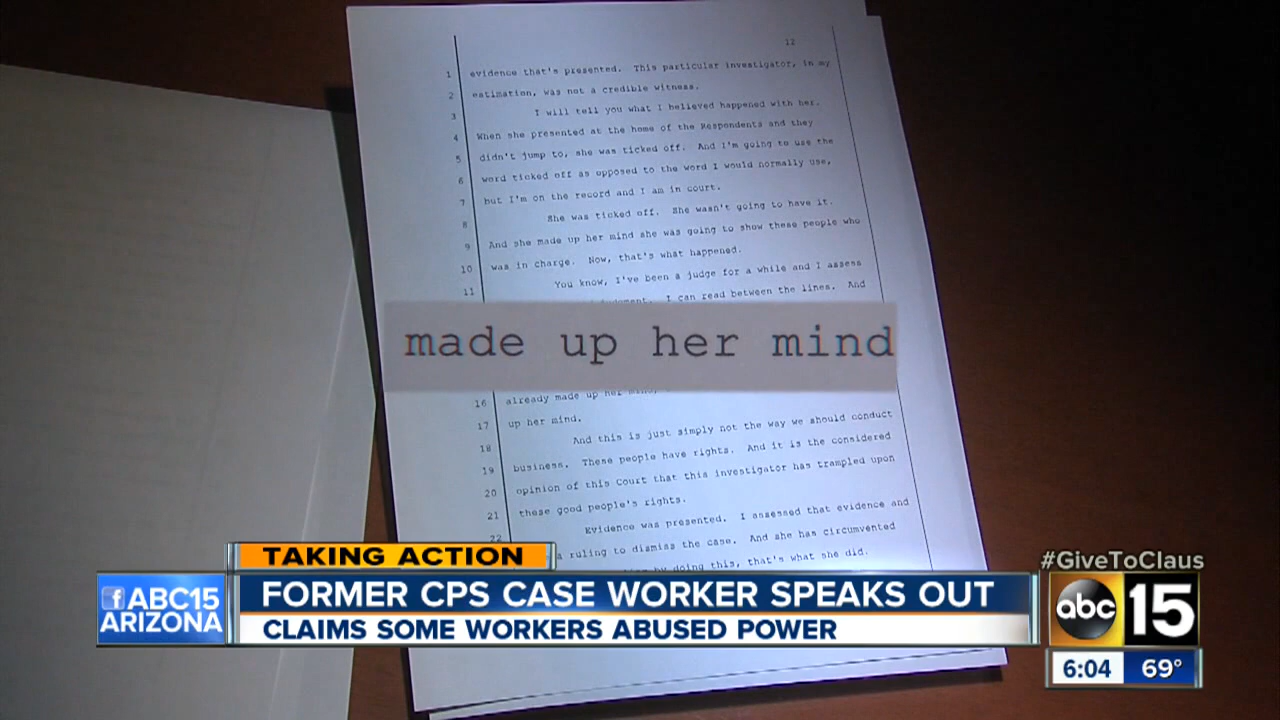 12
1 evidence that's presented. This particular investigator, in my
2 estimation, was not a credible witness.
3 I will tell you what I believed happened with her.
4 When she presented at the home of the Respondents and they
5 didn't jump to, she was ticked off. And I'm going to use the
6 word ticked off as opposed to the word I would normally use,
7 but I'm on the record and I am in court.
8 She was ticked off. She wasn't going to have it.
9 And she made up her mind she was going to show these people who
10 was in charge. Now, that's what happened.
11 You know, I've been a judge for a while and I assess
I can read between the lines. And
made up her mind
16 already made up her mind,
17 up her mind.
18 And this is just simply not the way we should conduct
19 business. These people have rights. And it is the considered
20 opinion of this Court that this investigator has trampled upon
21 these good people's rights.
22 Evidence was presented. I assessed that evidence and
a ruling to dismiss the case. And she has circumvented
by doing this, that's what she did.
TAKING ACTION
f ABC15
ARIZONA
FORMER CPS CASE WORKER SPEAKS OUT
CLAIMS SOME WORKERS ABUSED POWER
#GiveToClaus
abc 15
6:04 69°